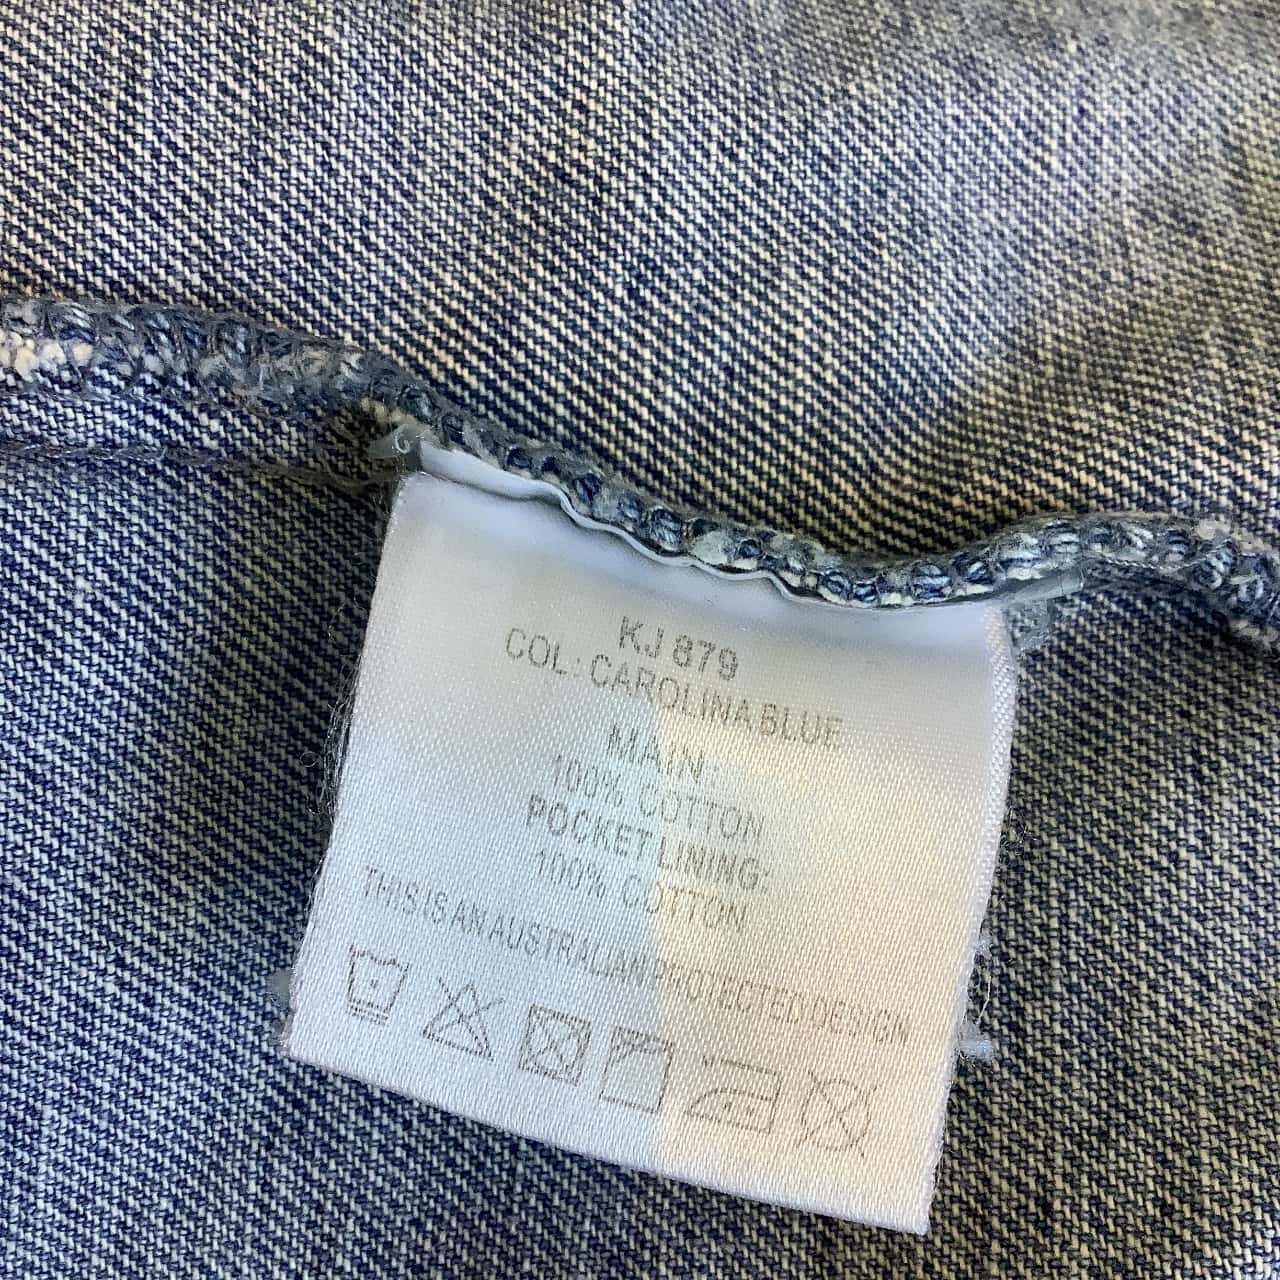 KJ 879
COL: CAROLINA BLUE
MAIN
100% COTTON
POCKET LINING:
100% COTTON
THIS IS AN AUSTRALIAN PROTECTED DESIGN